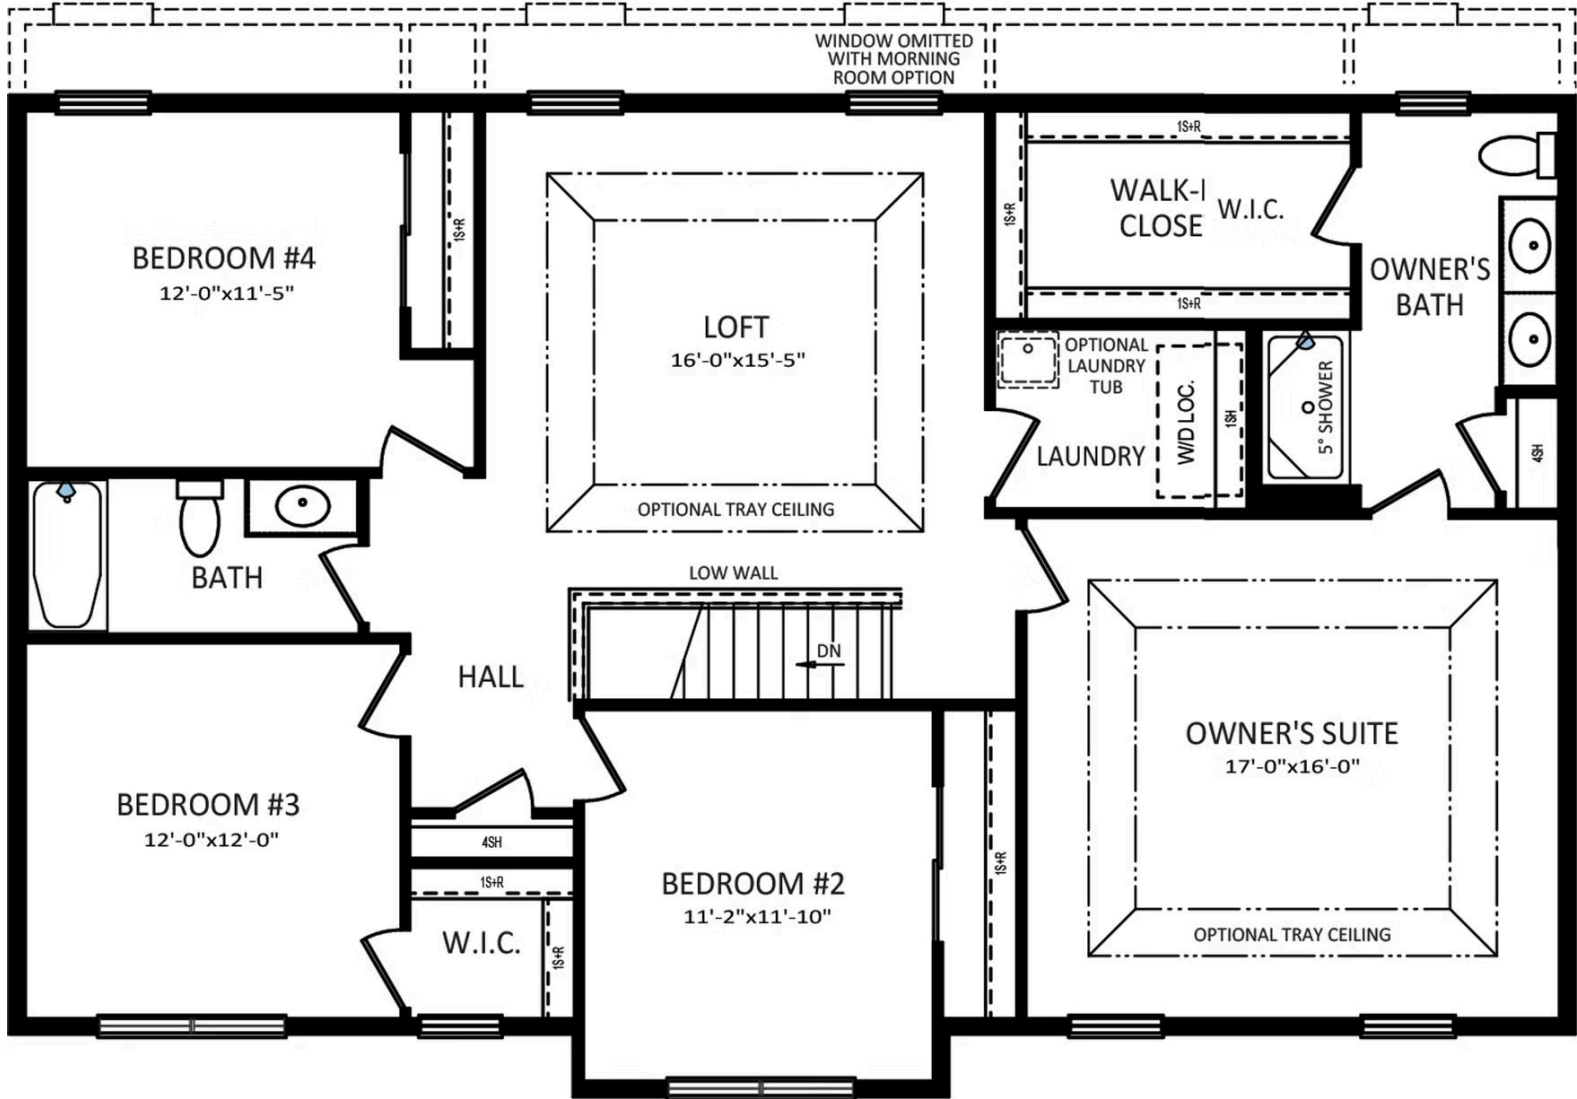 WINDOW OMITTED
WITH MORNING
ROOM OPTION
1S+R
BEDROOM #4
12'-0"x11'-5"
1S+R
LOFT
16'-0"x15'-5"
OPTIONAL TRAY CEILING
1S+R
WALK-I
CLOSE
W.I.C.
1S+R
OWNER'S
BATH
OPTIONAL
LAUNDRY
TUB
LAUNDRY
W/D LOC.
1SH
5° SHOWER
4SH
BATH
LOW WALL
DN
HALL
BEDROOM #3
12'-0"x12'-0"
4SH
1S+R
W.I.C.
1S+R
BEDROOM #2
11'-2"x11'-10"
1S+R
OWNER'S SUITE
17'-0"x16'-0"
OPTIONAL TRAY CEILING